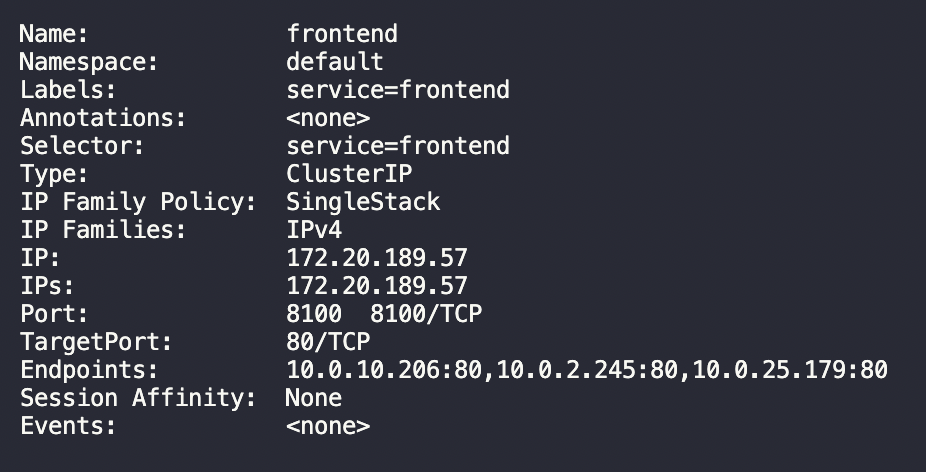 Name:              frontend
Namespace:         default
Labels:            service=frontend
Annotations:       <none>
Selector:          service=frontend
Type:              ClusterIP
IP Family Policy:  SingleStack
IP Families:       IPv4
IP:                172.20.189.57
IPs:               172.20.189.57
Port:              8100  8100/TCP
TargetPort:        80/TCP
Endpoints:         10.0.10.206:80,10.0.2.245:80,10.0.25.179:80
Session Affinity:  None
Events:            <none>